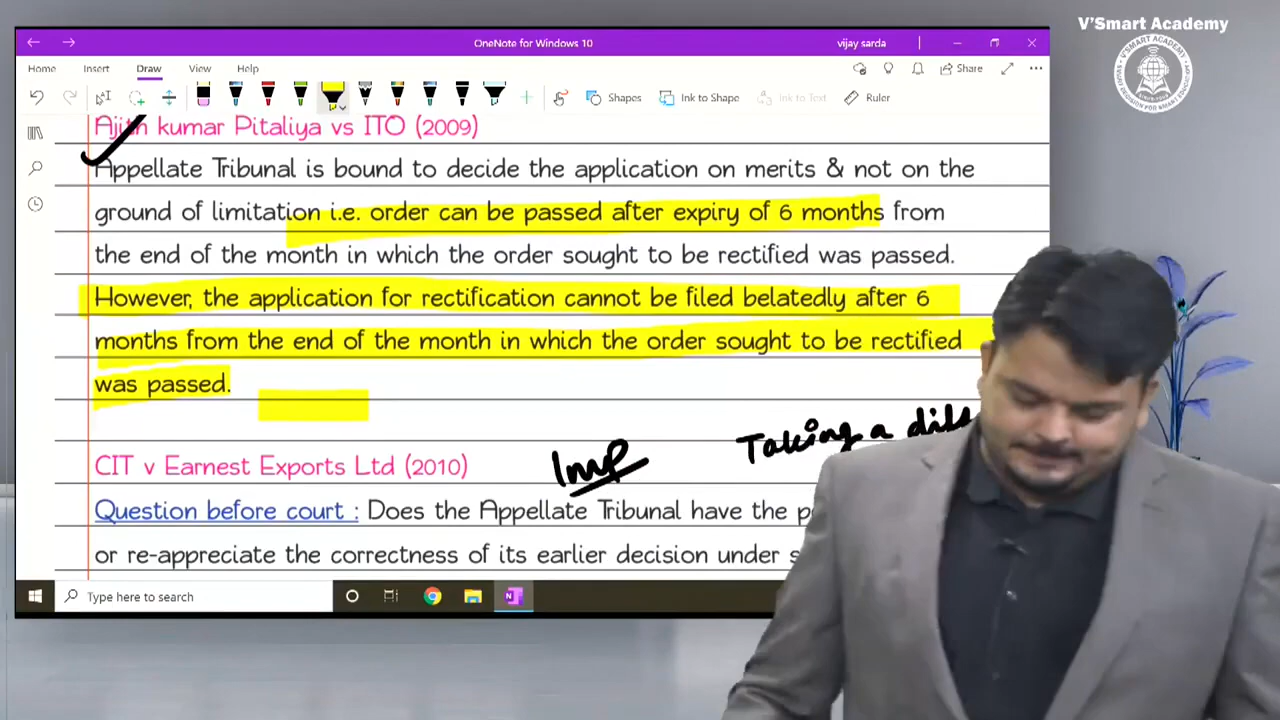 V'Smart Academy
OneNote for Windows 10
vijay sarda
Home Insert Draw View Help
Share
Shapes Ink to Shape Ink to Text Ruler
Ajith kumar Pitaliya vs ITO (2009)
Appellate Tribunal is bound to decide the application on merits & not on the
ground of limitation i.e. order can be passed after expiry of 6 months from
the end of the month in which the order sought to be rectified was passed.
However, the application for rectification cannot be filed belatedly after 6
months from the end of the month in which the order sought to be rectified
was passed.
Taking a
CIT v Earnest Exports Ltd (2010) Imp
Question before court : Does the Appellate Tribunal have the
or re-appreciate the correctness of its earlier decision under
Type here to search